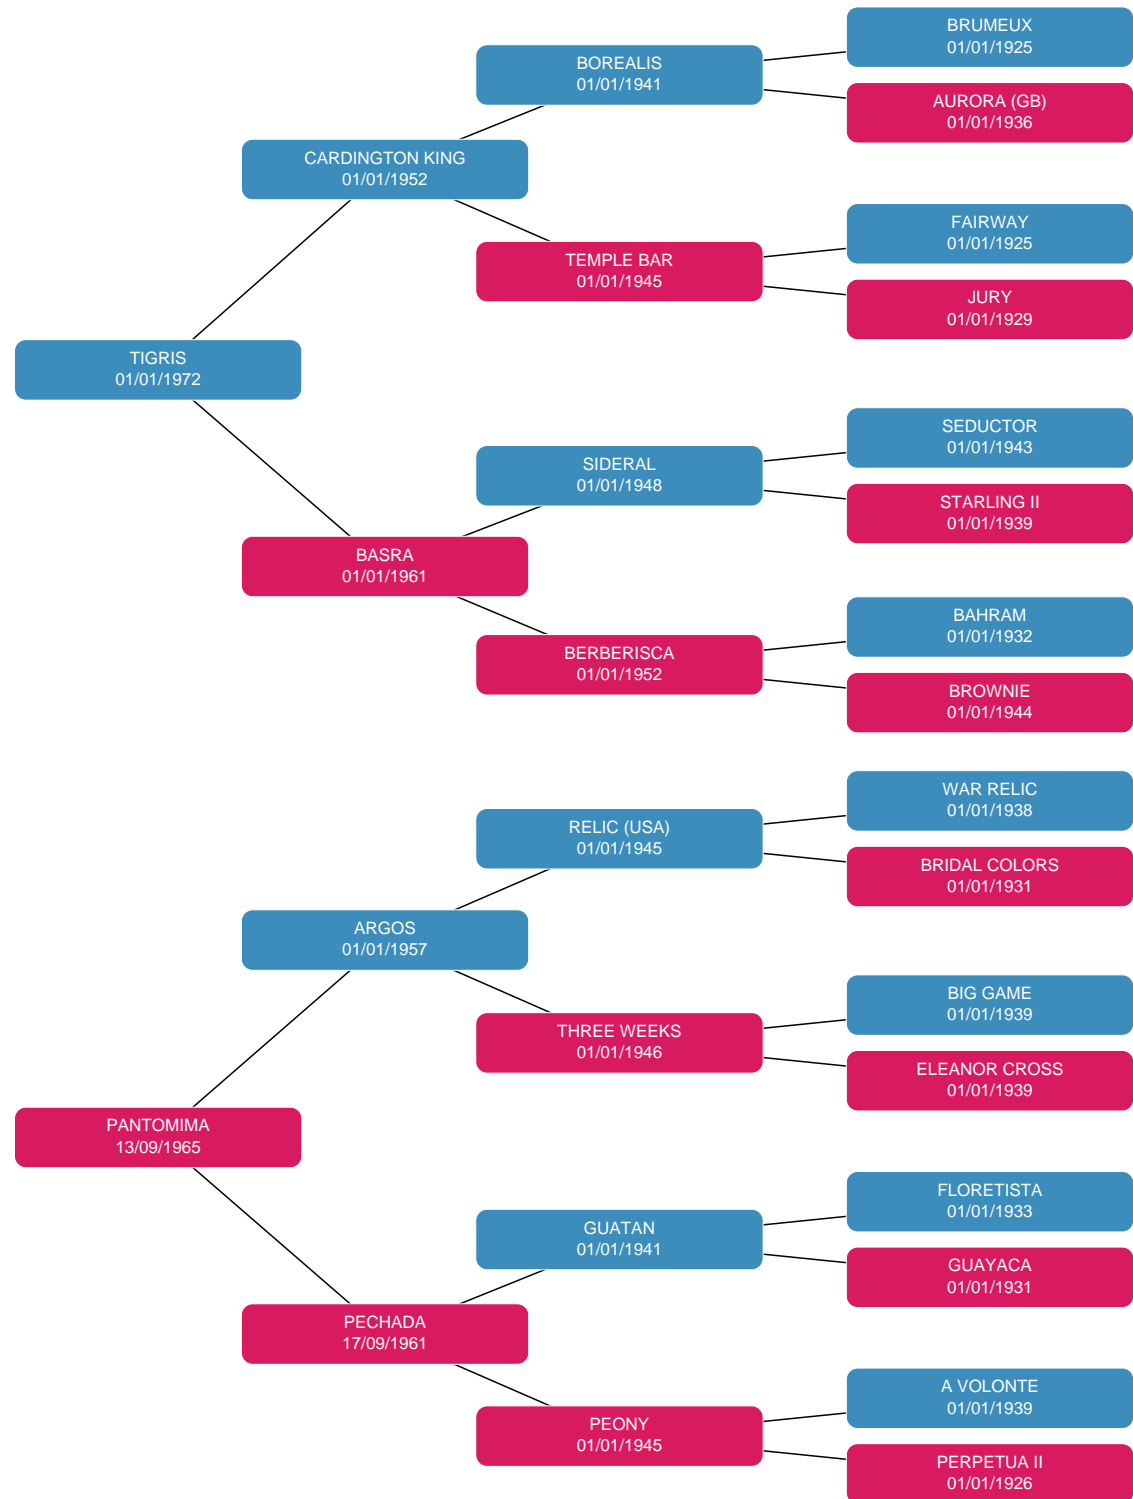 BRUMEUX
01/01/1925
BOREALIS
01/01/1941
AURORA (GB)
01/01/1936
CARDINGTON KING
01/01/1952
FAIRWAY
01/01/1925
TEMPLE BAR
01/01/1945
JURY
01/01/1929
TIGRIS
01/01/1972
SEDUCTOR
01/01/1943
SIDERAL
01/01/1948
STARLING II
01/01/1939
BASRA
01/01/1961
BAHRAM
01/01/1932
BERBERISCA
01/01/1952
BROWNIE
01/01/1944
WAR RELIC
01/01/1938
RELIC (USA)
01/01/1945
BRIDAL COLORS
01/01/1931
ARGOS
01/01/1957
BIG GAME
01/01/1939
THREE WEEKS
01/01/1946
ELEANOR CROSS
01/01/1939
PANTOMIMA
13/09/1965
FLORETISTA
01/01/1933
GUATAN
01/01/1941
GUAYACA
01/01/1931
PECHADA
17/09/1961
A VOLONTE
01/01/1939
PEONY
01/01/1945
PERPETUA II
01/01/1926